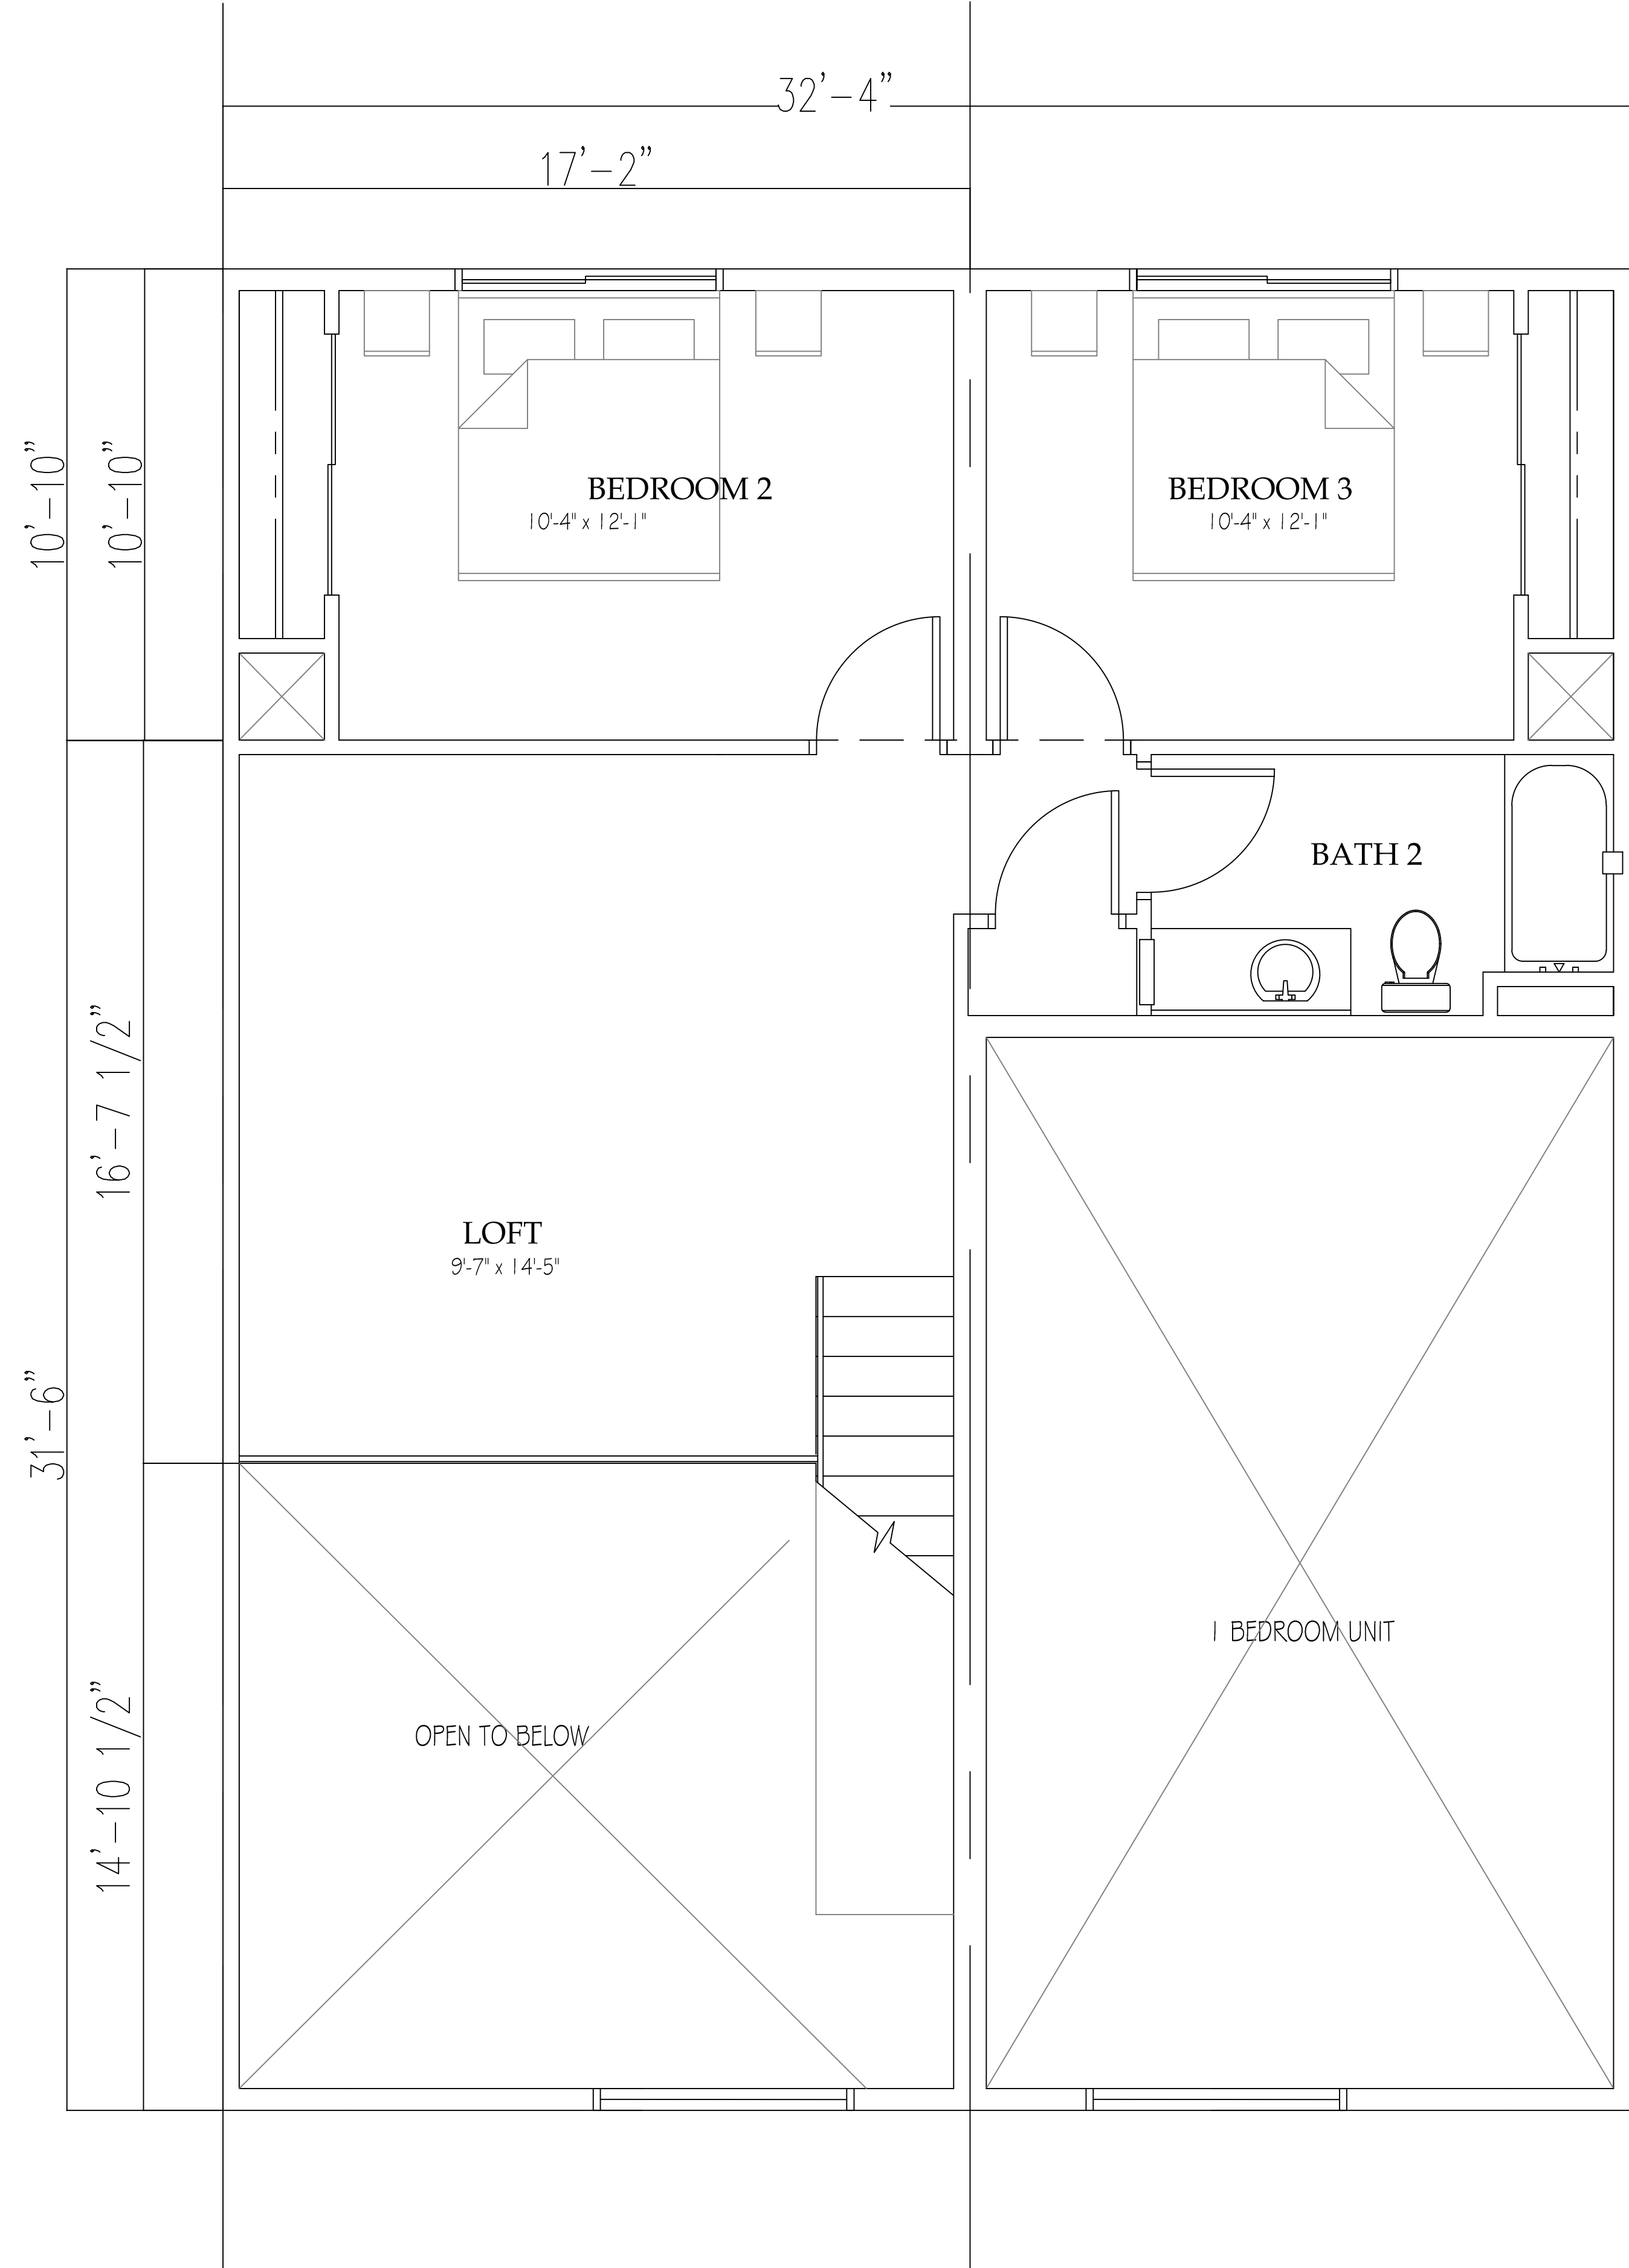 32'-4"
17'-2"
10'-10"
10'-10"
BEDROOM 2
10'-4" x 12'-1"
BEDROOM 3
10'-4" x 12'-1"
BATH 2
16'-7 1/2"
LOFT
9'-7" x 14'-5"
31'-6"
1 BEDROOM UNIT
OPEN TO BELOW
14'-10 1/2"